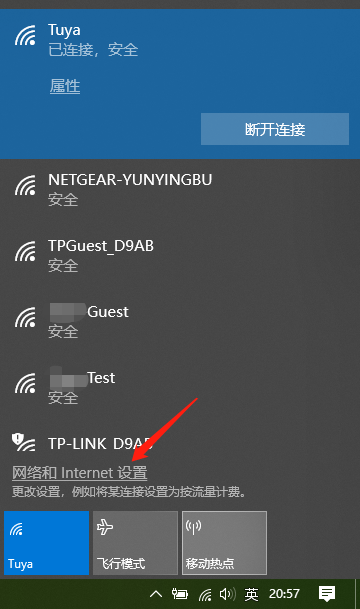 Tuya
已连接，安全
属性
断开连接
NETGEAR-YUNYINGBU
安全
TPGuest_D9AB
安全
Guest
安全
Test
安全
TP-LINK_D9AB
网络和 Internet 设置
更改设置，例如将某连接设置为按流量计费。
Tuya
飞行模式
移动热点
英
20:57